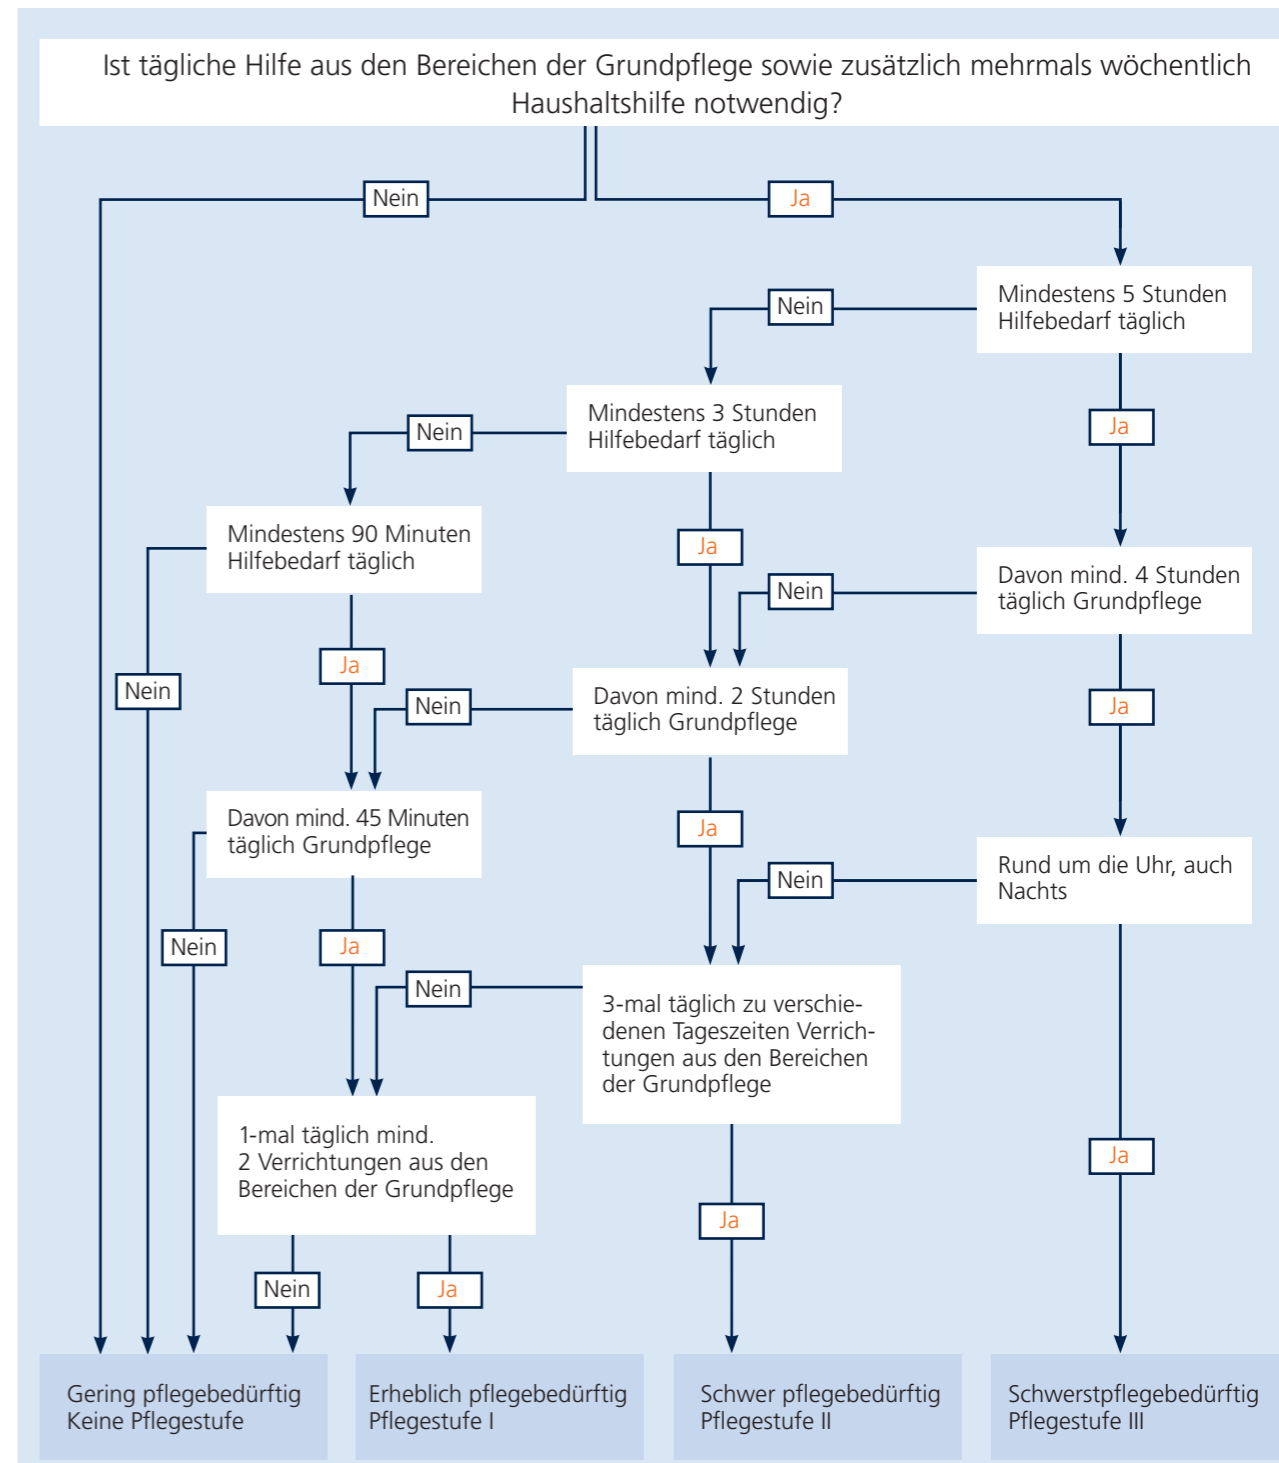 Ist tägliche Hilfe aus den Bereichen der Grundpflege sowie zusätzlich mehrmals wöchentlich
Haushaltshilfe notwendig?
Nein
Ja
Mindestens 5 Stunden
Hilfebedarf täglich
Nein
Mindestens 3 Stunden
Hilfebedarf täglich
Ja
Nein
Mindestens 90 Minuten
Hilfebedarf täglich
Ja
Davon mind. 4 Stunden
täglich Grundpflege
Nein
Ja
Nein
Davon mind. 2 Stunden
täglich Grundpflege
Nein
Ja
Davon mind. 45 Minuten
täglich Grundpflege
Ja
Rund um die Uhr, auch
Nachts
Nein
Nein
Ja
Nein
3-mal täglich zu verschie-
denen Tageszeiten Verrich-
tungen aus den Bereichen
der Grundpflege
1-mal täglich mind.
2 Verrichtungen aus den
Bereichen der Grundpflege
Ja
Ja
Nein
Ja
Gering pflegebedürftig
Keine Pflegestufe
Erheblich pflegebedürftig
Pflegestufe I
Schwer pflegebedürftig
Pflegestufe II
Schwerstpflegebedürftig
Pflegestufe III